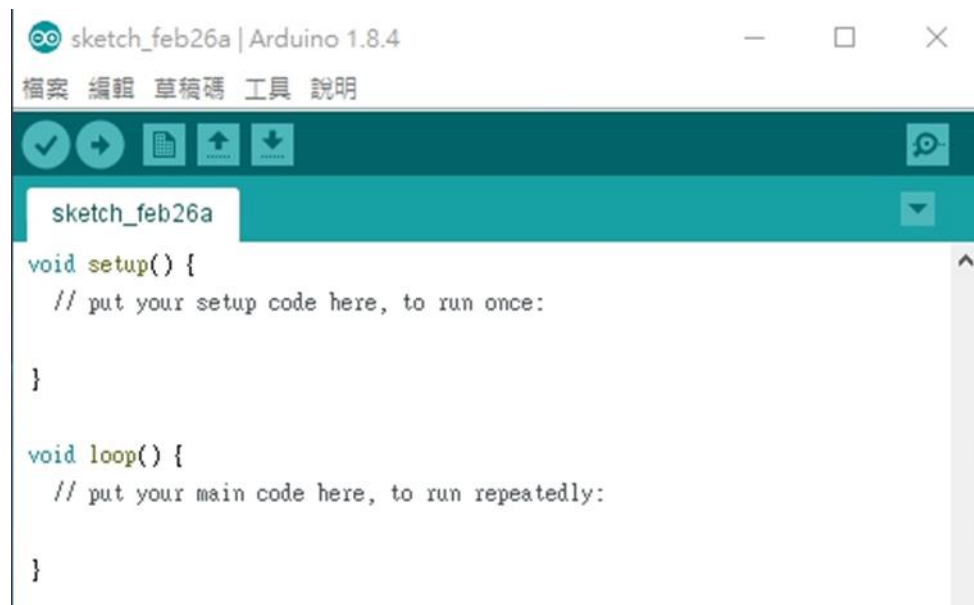 sketch_feb26a | Arduino 1.8.4
檔案 編輯 草稿碼 工具 說明
sketch_feb26a
void setup() {
  // put your setup code here, to run once:
}
void loop() {
  // put your main code here, to run repeatedly:
}